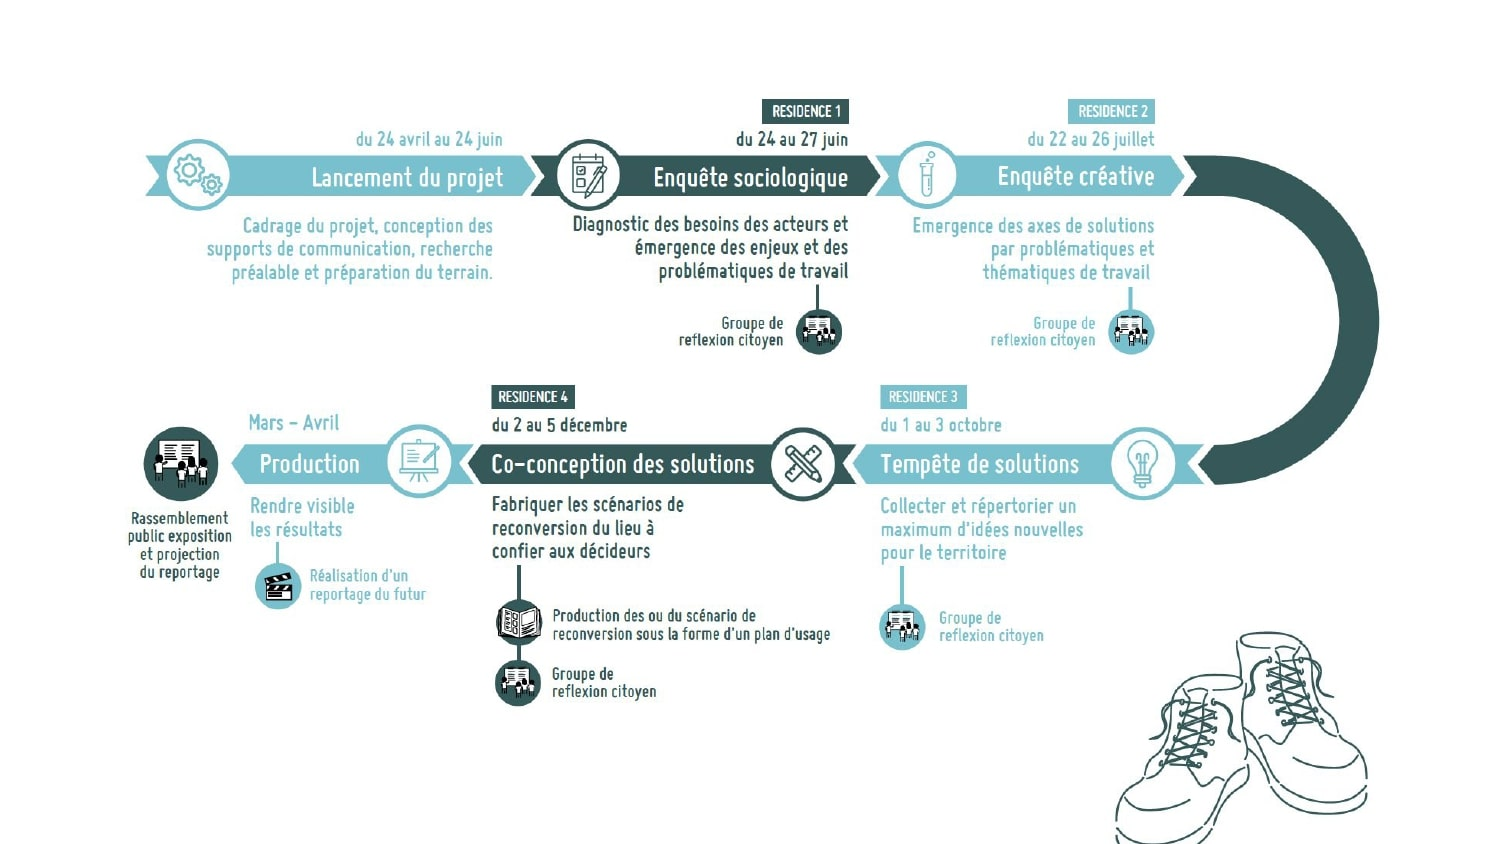 du 24 avril au 24 juin
Lancement du projet
Cadrage du projet, conception des
supports de communication, recherche
préalable et préparation du terrain.
RESIDENCE 1
du 24 au 27 juin
Enquête sociologique
Diagnostic des besoins des acteurs et
émergence des enjeux et des
problématiques de travail
Groupe de
reflexion citoyen
RESIDENCE 2
du 22 au 26 juillet
Enquête créative
Emergence des axes de solutions
par problématiques et
thématiques de travail
Groupe de
reflexion citoyen
RESIDENCE 3
du 1 au 3 octobre
Tempête de solutions
Collecter et répertorier un
maximum d'idées nouvelles
pour le territoire
Groupe de
reflexion citoyen
RESIDENCE 4
du 2 au 5 décembre
Co-conception des solutions
Fabriquer les scénarios de
reconversion du lieu à
confier aux décideurs
Production des ou du scénario de
reconversion sous la forme d'un plan d'usage
Groupe de
reflexion citoyen
Mars - Avril
Production
Rendre visible
les résultats
Réalisation d'un
reportage du futur
Rassemblement
public exposition
et projection
du reportage